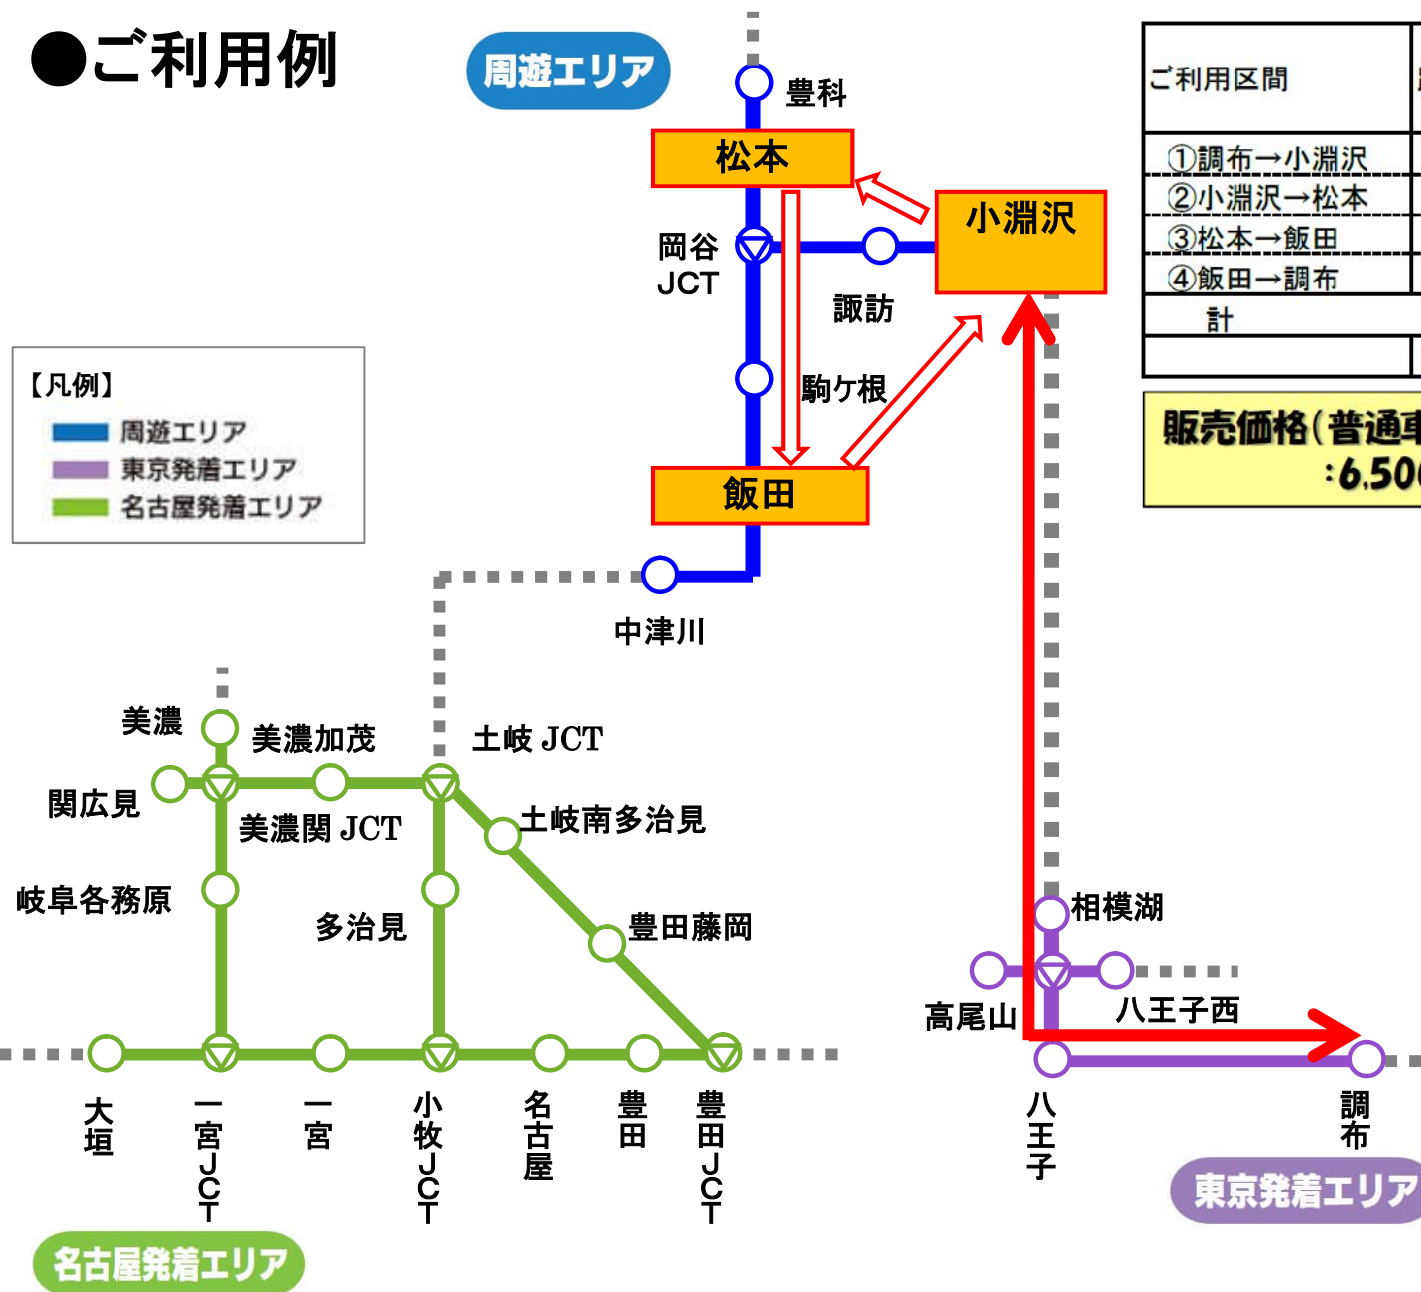 ●ご利用例
周遊エリア
豊科
松本
小淵沢
岡谷
JCT
諏訪
駒ケ根
飯田
中津川
ご利用区間
①調布→小淵沢
②小淵沢→松本
③松本→飯田
④飯田→調布
計
販売価格(普通車
:6,500
【凡例】
周遊エリア
東京発着エリア
名古屋発着エリア
美濃
美濃加茂
土岐 JCT
関広見
美濃関 JCT
土岐南多治見
岐阜各務原
多治見
豊田藤岡
相模湖
高尾山
八王子西
大垣
一宮JCT
一宮
小牧JCT
名古屋
豊田
豊田JCT
八王子
調布
東京発着エリア
名古屋発着エリア